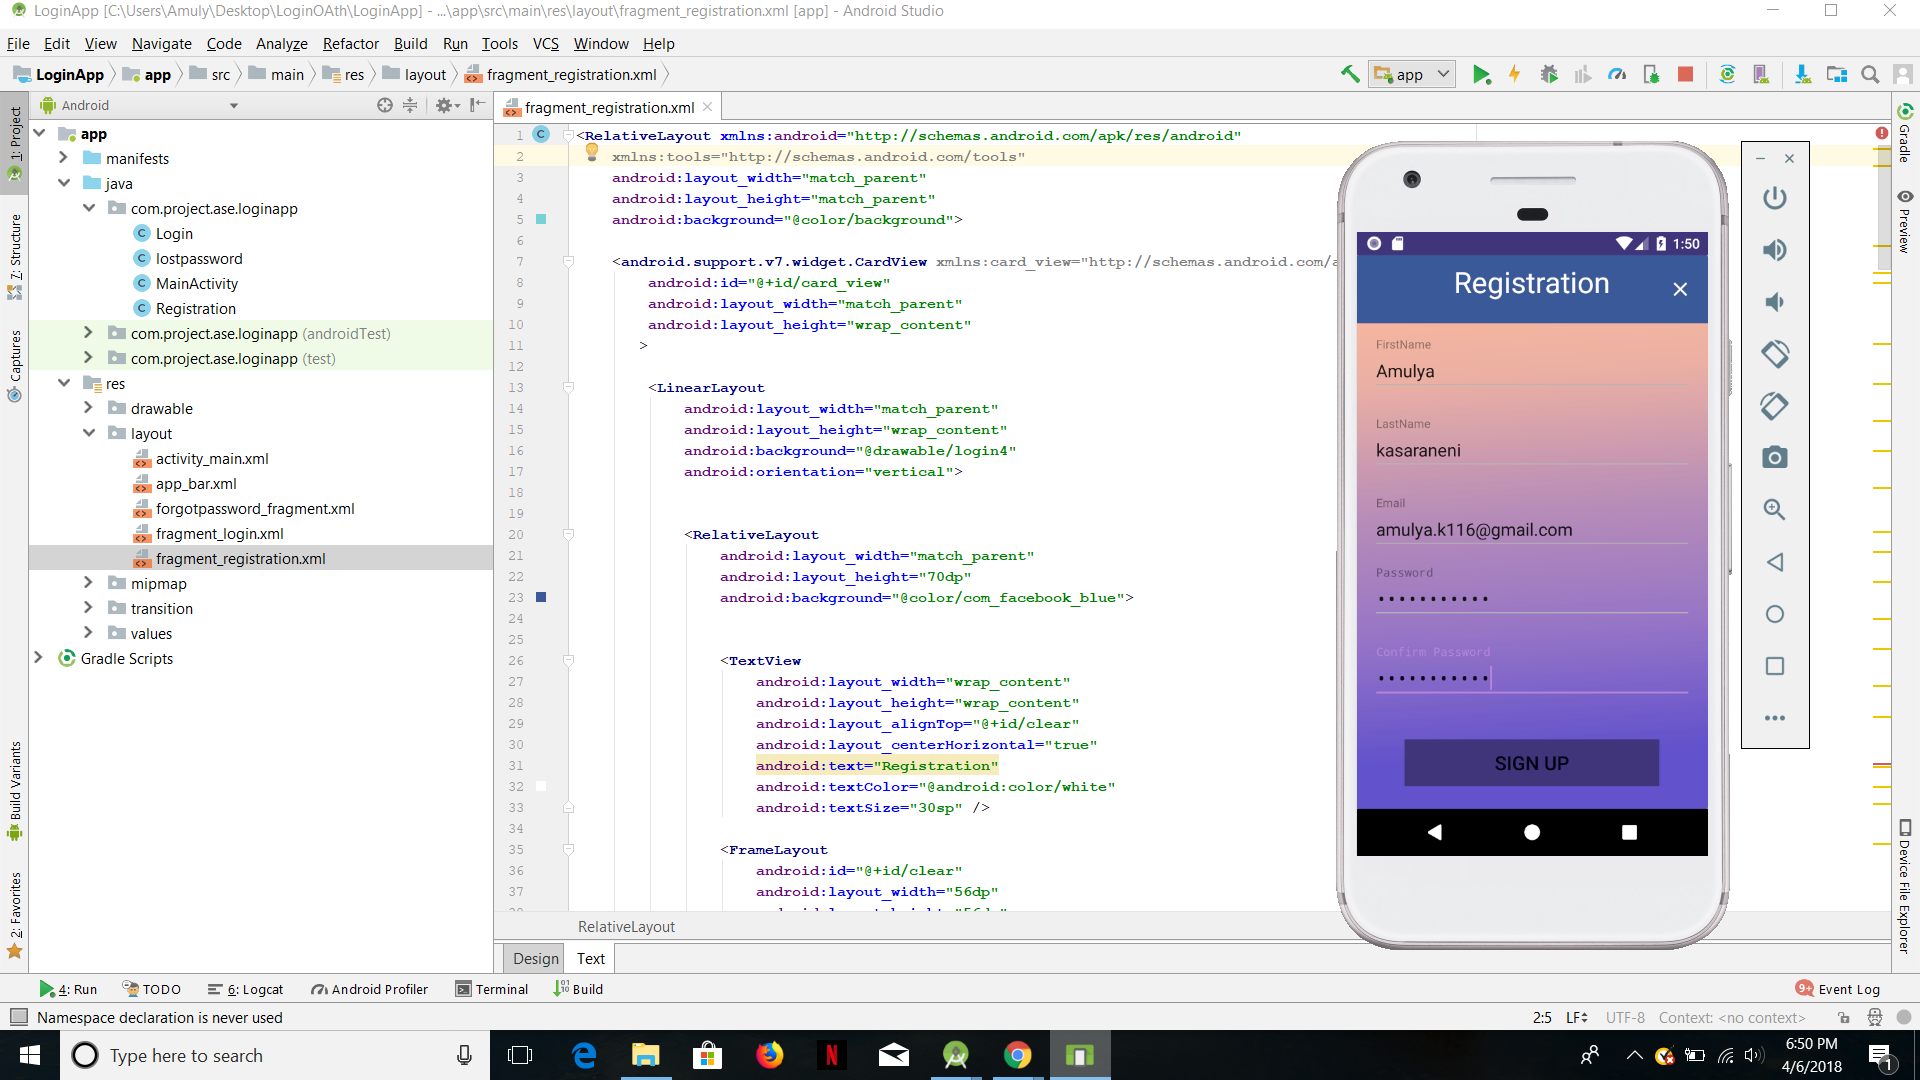 LoginApp [C:\Users\Amuly\Desktop\LoginOAth\LoginApp] - ...\app\src\main\res\layout\fragment_registration.xml [app] - Android Studio
File Edit View Navigate Code Analyze Refactor Build Run Tools VCS Window Help
LoginApp app src main res layout fragment_registration.xml
app
Android
fragment_registration.xml
1: Project
7: Structure
Captures
Build Variants
2: Favorites
app
manifests
java
com.project.ase.loginapp
Login
lostpassword
MainActivity
Registration
com.project.ase.loginapp (androidTest)
com.project.ase.loginapp (test)
res
drawable
layout
activity_main.xml
app_bar.xml
forgotpassword_fragment.xml
fragment_login.xml
fragment_registration.xml
mipmap
transition
values
Gradle Scripts
1 <RelativeLayout xmlns:android="http://schemas.android.com/apk/res/android"
2 xmlns:tools="http://schemas.android.com/tools"
3 android:layout_width="match_parent"
4 android:layout_height="match_parent"
5 android:background="@color/background">
6
7 <android.support.v7.widget.CardView xmlns:card_view="http://schemas.android.com/
8 android:id="@+id/card_view"
9 android:layout_width="match_parent"
10 android:layout_height="wrap_content"
11 >
12
13 <LinearLayout
14 android:layout_width="match_parent"
15 android:layout_height="wrap_content"
16 android:background="@drawable/login4"
17 android:orientation="vertical">
18
19
20 <RelativeLayout
21 android:layout_width="match_parent"
22 android:layout_height="70dp"
23 android:background="@color/com_facebook_blue">
24
25
26 <TextView
27 android:layout_width="wrap_content"
28 android:layout_height="wrap_content"
29 android:layout_alignTop="@+id/clear"
30 android:layout_centerHorizontal="true"
31 android:text="Registration"
32 android:textColor="@android:color/white"
33 android:textSize="30sp" />
34
35 <FrameLayout
36 android:id="@+id/clear"
37 android:layout_width="56dp"
RelativeLayout
Design Text
1:50
Registration
FirstName
Amulya
LastName
kasaraneni
Email
amulya.k116@gmail.com
Password
Confirm Password
SIGN UP
Gradle
Preview
Device File Explorer
4: Run TODO 6: Logcat Android Profiler Terminal Build
9+ Event Log
Namespace declaration is never used
2:5 LF UTF-8 Context: <no context>
Type here to search
6:50 PM
4/6/2018
1